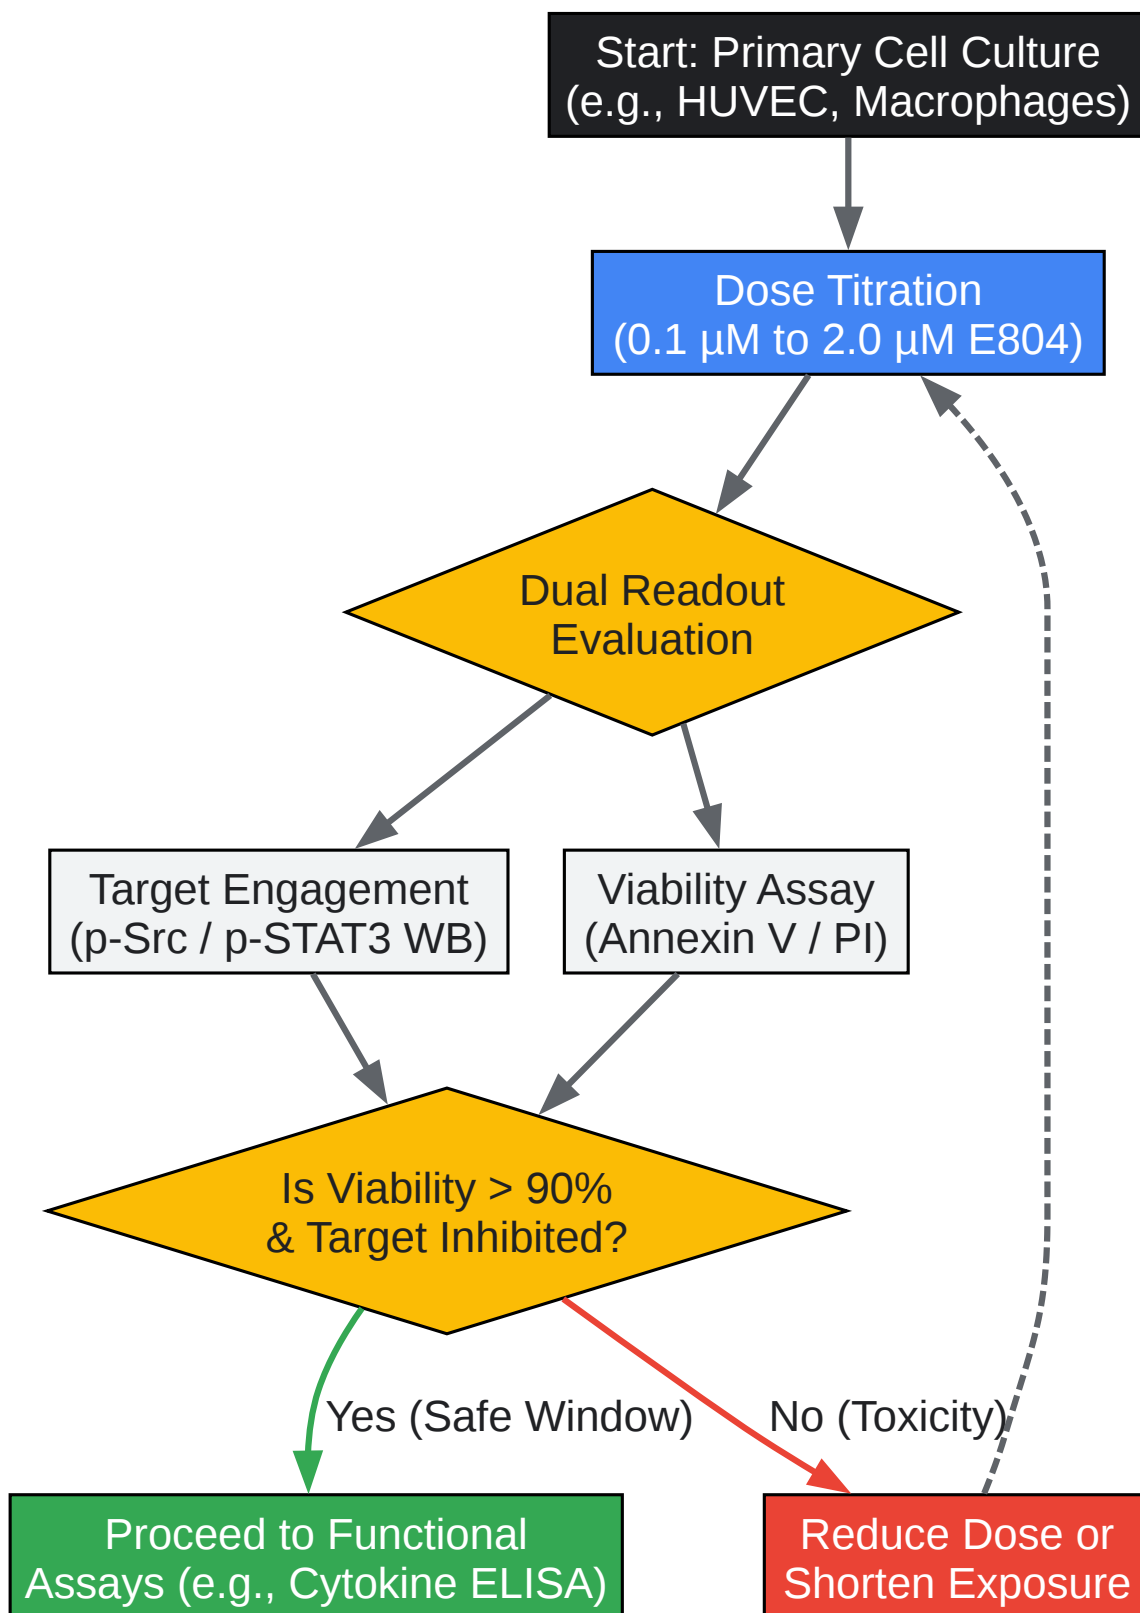 Start: Primary Cell Culture
(e.g., HUVEC, Macrophages)
Dose Titration
(0.1 µM to 2.0 µM E804)
Dual Readout
Evaluation
Target Engagement
(p-Src / p-STAT3 WB)
Viability Assay
(Annexin V / PI)
Is Viability > 90%
& Target Inhibited?
Yes (Safe Window)
No (Toxicity)
Proceed to Functional
Assays (e.g., Cytokine ELISA)
Reduce Dose or
Shorten Exposure